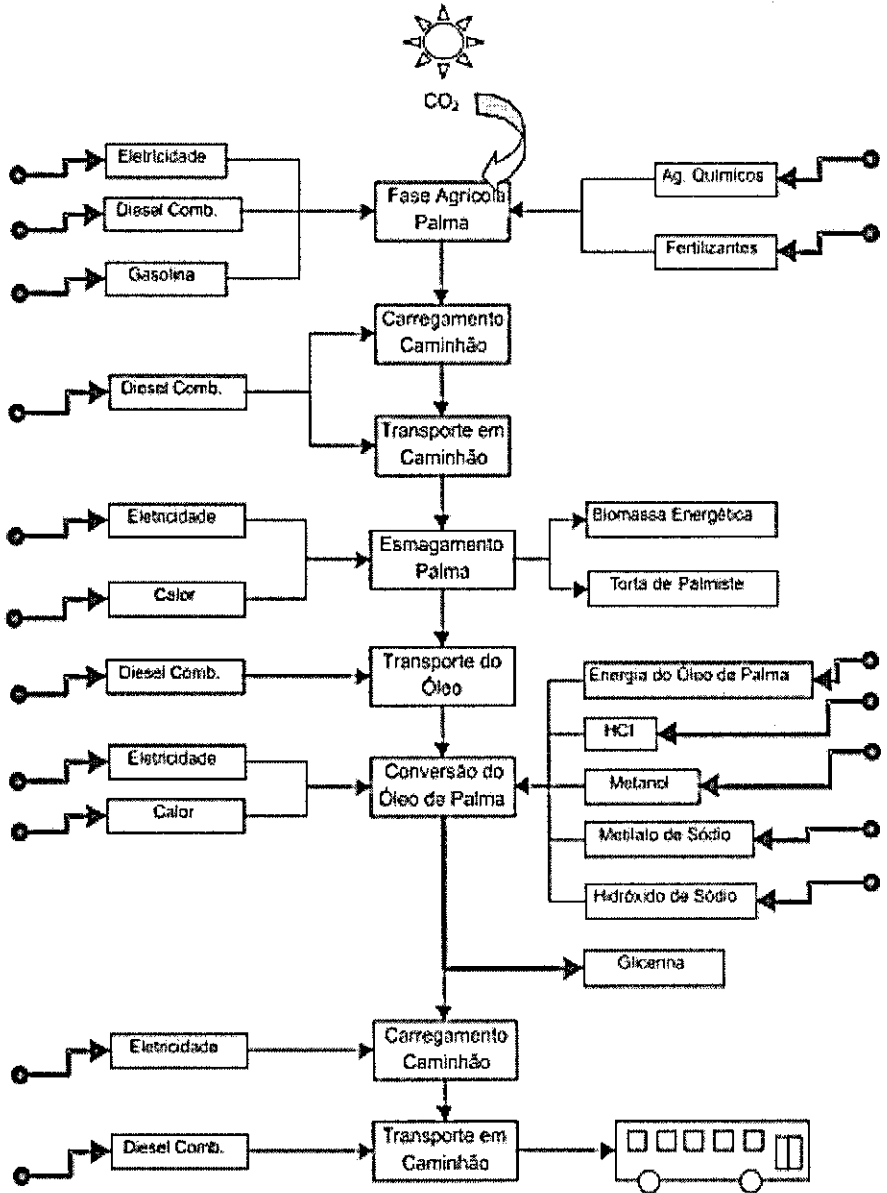 CO₂
Eletricidade
Diesel Comb.
Gasolina
Fase Agrícola
Palma
Ag. Químicos
Fertilizantes
Carregamento
Caminhão
Diesel Comb.
Transporte em
Caminhão
Eletricidade
Calor
Esmagamento
Palma
Biomassa Energética
Torta de Palmiste
Diesel Comb.
Transporte do
Óleo
Eletricidade
Calor
Conversão do
Óleo de Palma
Energia do Óleo de Palma
HCl
Metanol
Metilato de Sódio
Hidróxido de Sódio
Glicerina
Eletricidade
Carregamento
Caminhão
Diesel Comb.
Transporte em
Caminhão